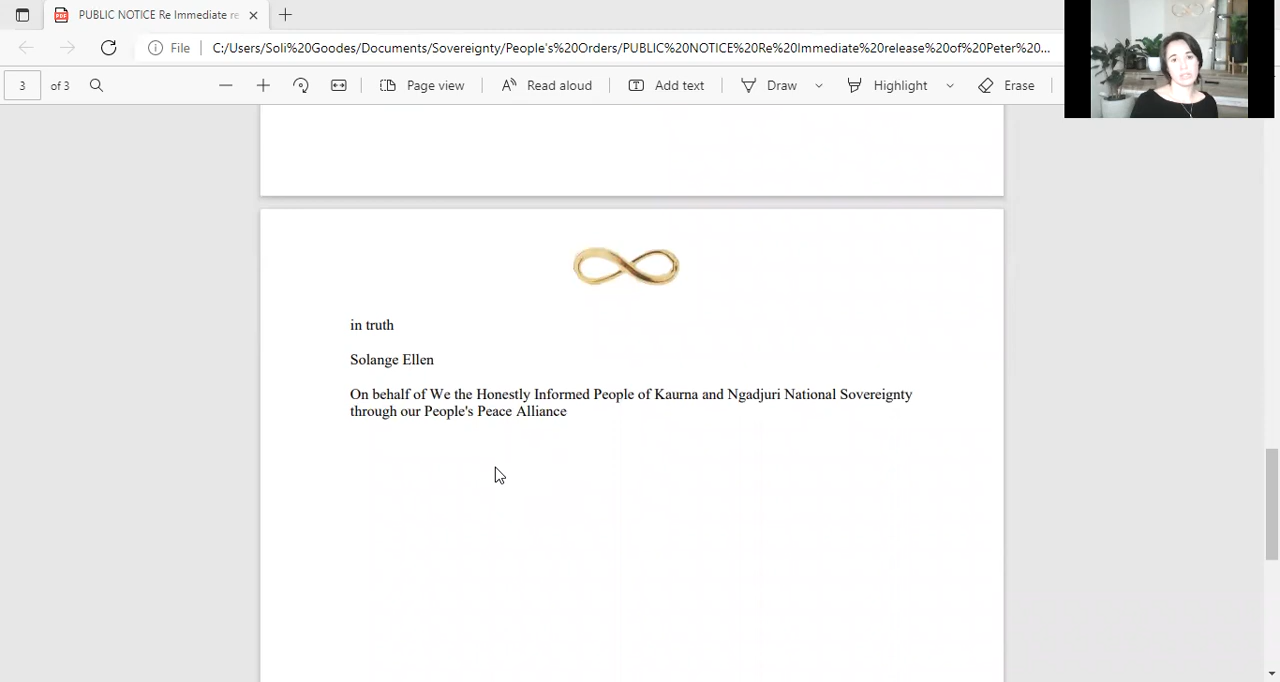 PUBLIC NOTICE Re Immediate re
File
C:/Users/Soli%20Goodes/Documents/Sovereignty/People's%20Orders/PUBLIC%20NOTICE%20Re%20Immediate%20release%20of%20Peter%20...
3 of 3
Page view
Read aloud
Add text
Draw
Highlight
Erase
in truth
Solange Ellen
On behalf of We the Honestly Informed People of Kaurna and Ngadjuri National Sovereignty
through our People's Peace Alliance